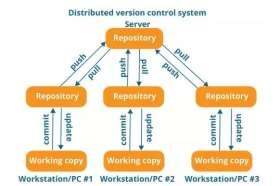 Distributed version control system
Server
Repository
push
pull
push
pull
pull
push
Repository
Repository
Repository
commit
update
commit
update
commit
update
Working copy
Working copy
Working copy
Workstation/PC #1
Workstation/PC #2
Workstation/PC #3